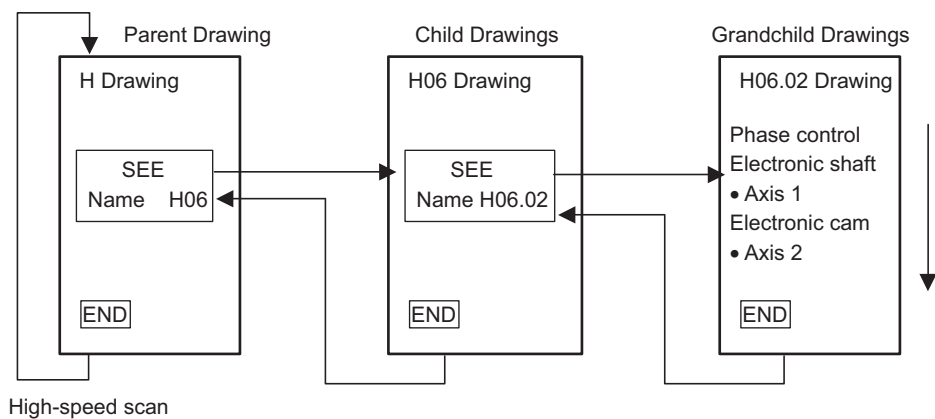 Parent Drawing
Child Drawings
Grandchild Drawings
H Drawing
SEE
Name H06
END
H06 Drawing
SEE
Name H06.02
END
H06.02 Drawing
Phase control
Electronic shaft
• Axis 1
Electronic cam
• Axis 2
END
High-speed scan